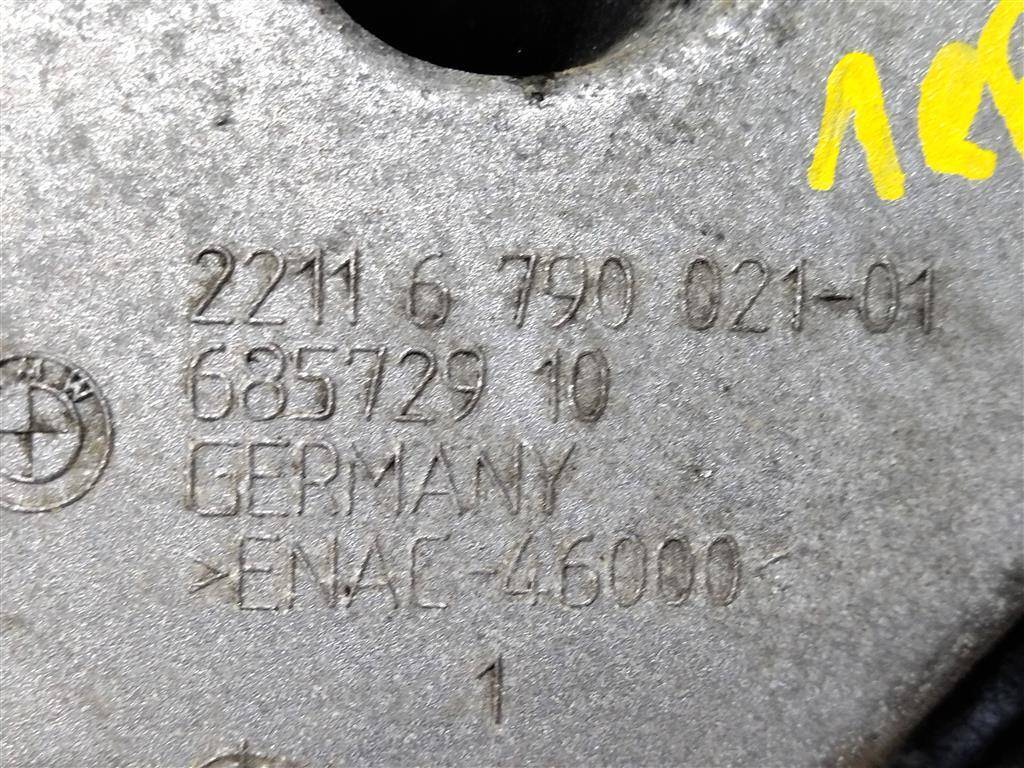 2211 6 790 021-01
685729 10
GERMANY
>ENAC-46000<
1